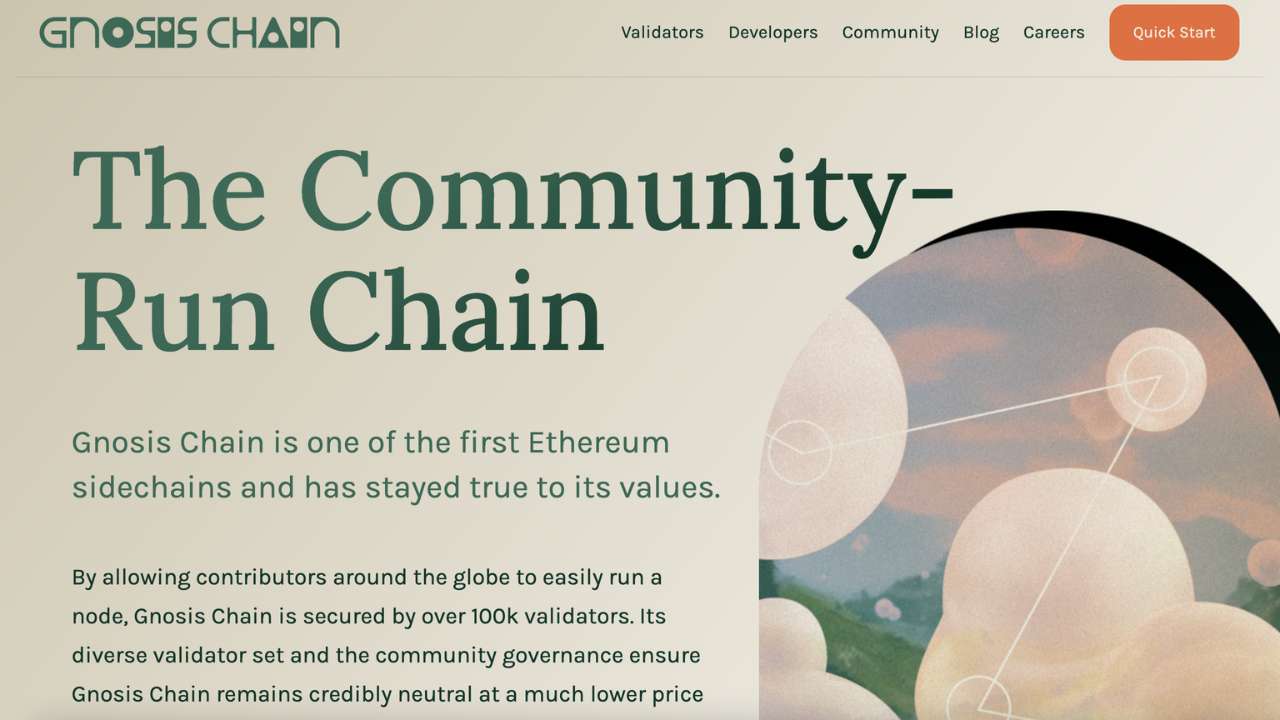 GNOSIS CHAIN
Validators Developers Community Blog Careers Quick Start
The Community-
Run Chain
Gnosis Chain is one of the first Ethereum
sidechains and has stayed true to its values.
By allowing contributors around the globe to easily run a
node, Gnosis Chain is secured by over 100k validators. Its
diverse validator set and the community governance ensure
Gnosis Chain remains credibly neutral at a much lower price